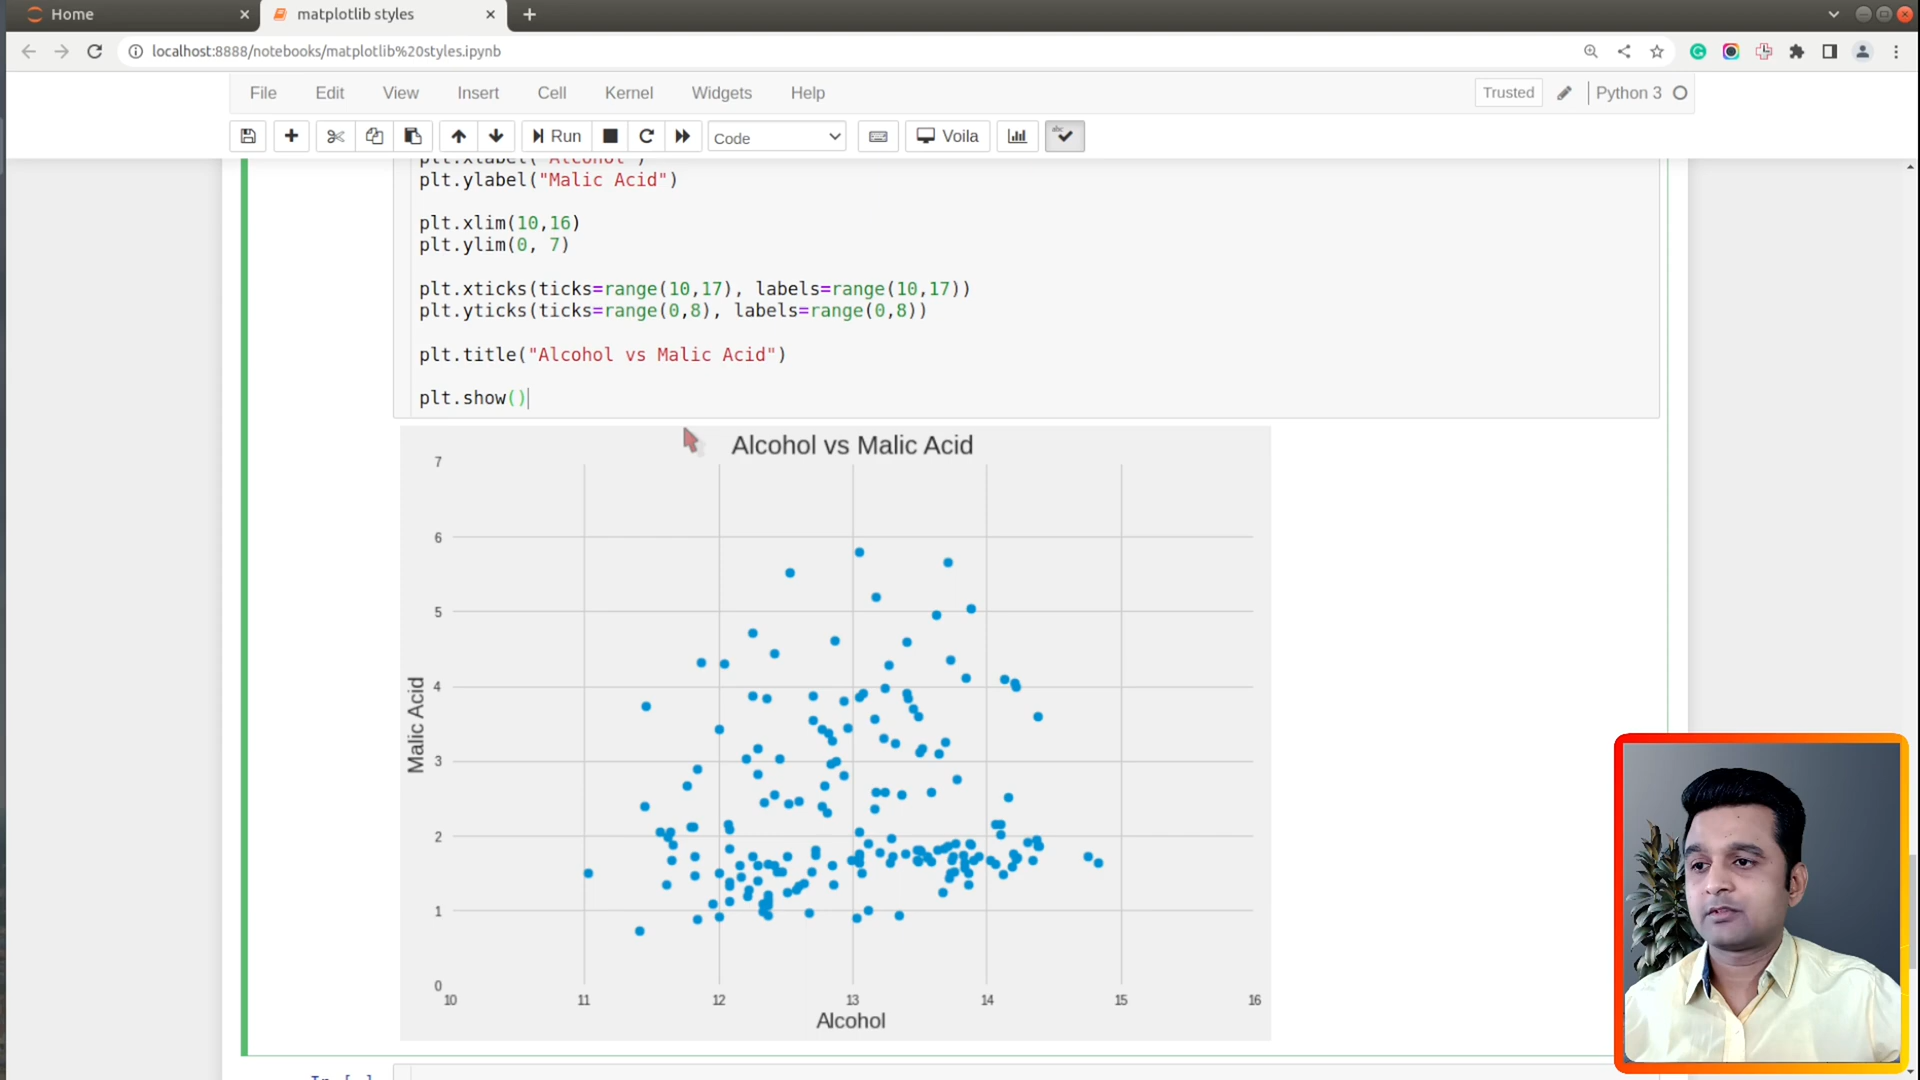 Home
matplotlib styles
localhost:8888/notebooks/matplotlib%20styles.ipynb
File Edit View Insert Cell Kernel Widgets Help
Trusted
Python 3
Run
Code
Voila
plt.xlabel("Alcohol")
plt.ylabel("Malic Acid")
plt.xlim(10,16)
plt.ylim(0, 7)
plt.xticks(ticks=range(10,17), labels=range(10,17))
plt.yticks(ticks=range(0,8), labels=range(0,8))
plt.title("Alcohol vs Malic Acid")
plt.show()
Alcohol vs Malic Acid
7
6
5
4
3
2
1
0
Malic Acid
10 11 12 13 14 15 16
Alcohol
In [ ]